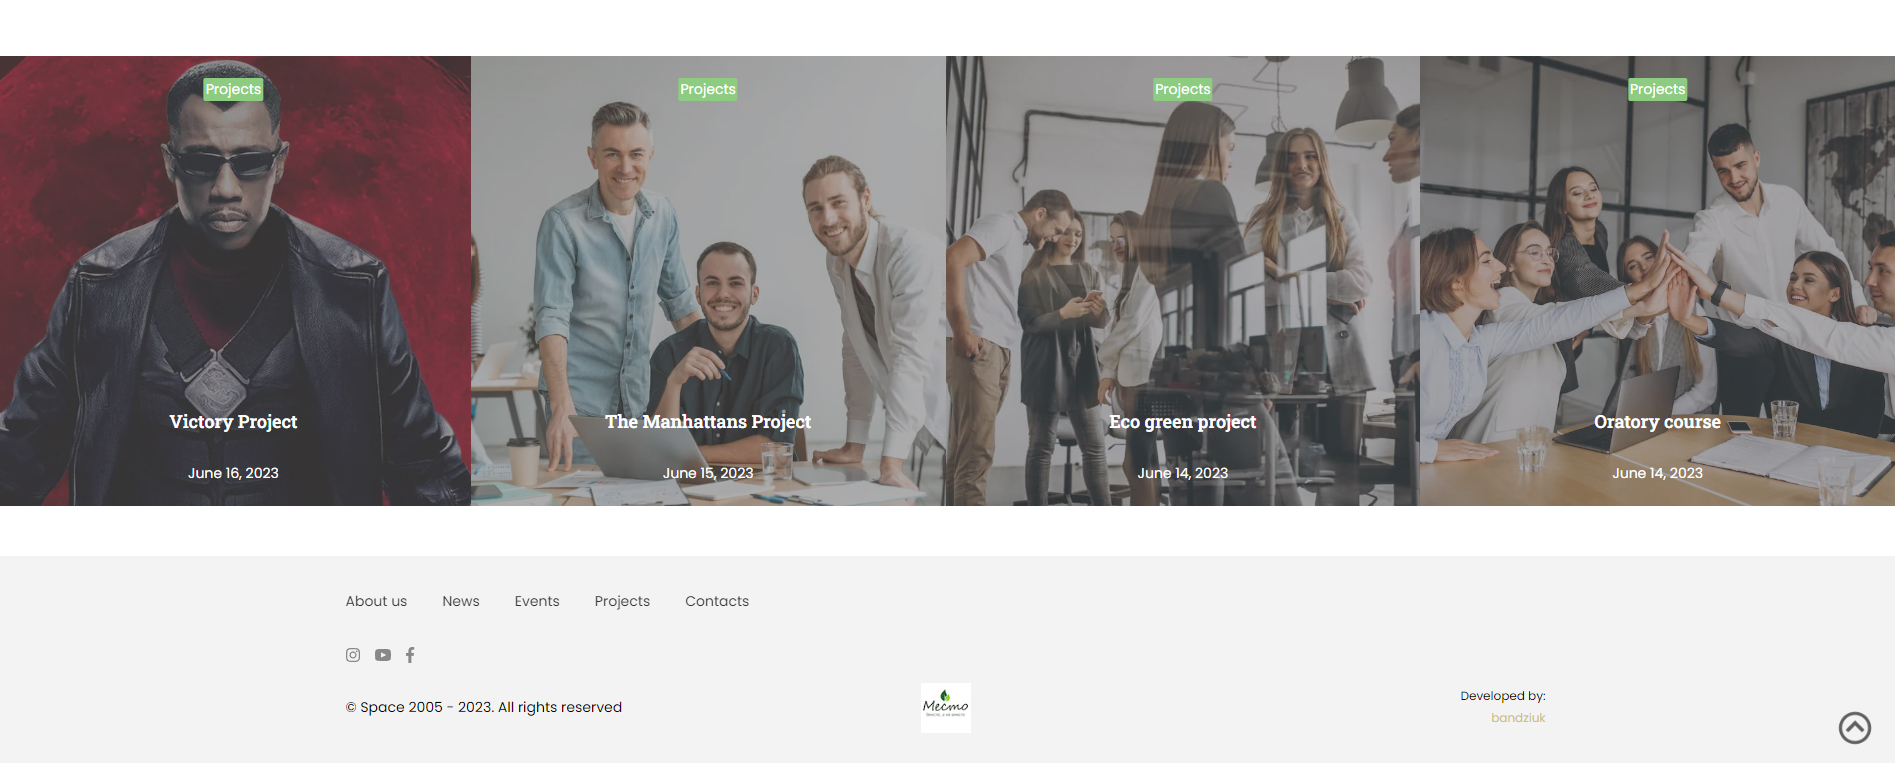 Projects
Projects
Projects
Projects
Victory Project
The Manhattans Project
Eco green project
Oratory course
June 16, 2023
June 15, 2023
June 14, 2023
June 14, 2023
About us News Events Projects Contacts
© Space 2005 - 2023. All rights reserved
Место
Developed by:
bandziuk